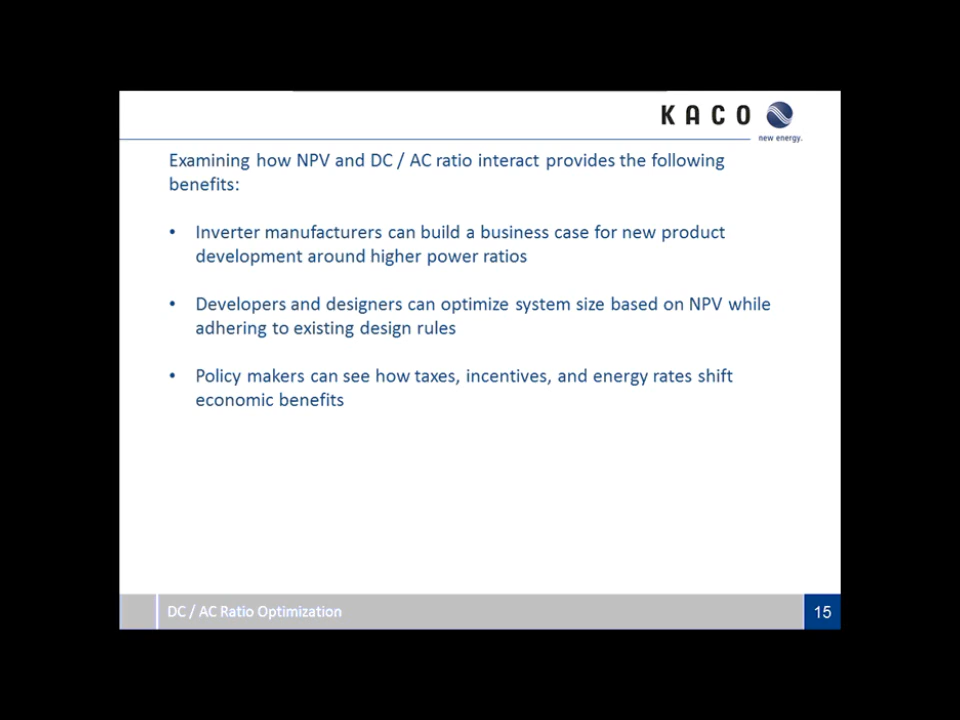 KACO
new energy.
Examining how NPV and DC / AC ratio interact provides the following
benefits:
• Inverter manufacturers can build a business case for new product
development around higher power ratios
• Developers and designers can optimize system size based on NPV while
adhering to existing design rules
• Policy makers can see how taxes, incentives, and energy rates shift
economic benefits
DC / AC Ratio Optimization
15